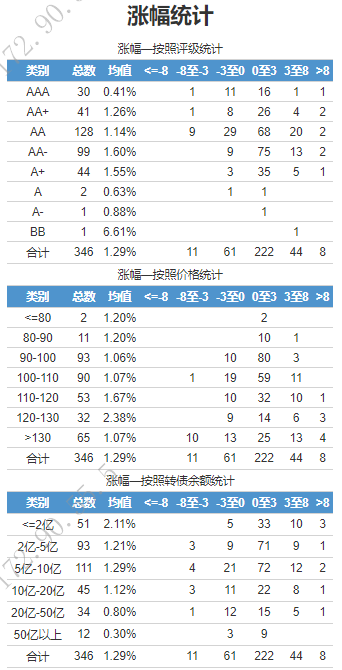 涨幅统计
涨幅—按照评级统计
类别 总数 均值 <=-8 -8至-3 -3至0 0至3 3至8 >8
AAA 30 0.41% 1 11 16 1 1
AA+ 41 1.26% 1 8 26 4 2
AA 128 1.14% 9 29 68 20 2
AA- 99 1.60% 9 75 13 2
A+ 44 1.55% 3 35 5 1
A 2 0.63% 1 1
A- 1 0.88% 1
BB 1 6.61% 1
合计 346 1.29% 11 61 222 44 8
涨幅—按照价格统计
类别 总数 均值 <=-8 -8至-3 -3至0 0至3 3至8 >8
<=80 2 1.20% 2
80-90 11 1.20% 10 1
90-100 93 1.06% 10 80 3
100-110 90 1.07% 1 19 59 11
110-120 53 1.67% 10 32 10 1
120-130 32 2.38% 9 14 6 3
>130 65 1.07% 10 13 25 13 4
合计 346 1.29% 11 61 222 44 8
涨幅—按照转债余额统计
类别 总数 均值 <=-8 -8至-3 -3至0 0至3 3至8 >8
<=2亿 51 2.11% 5 33 10 3
2亿-5亿 93 1.21% 3 9 71 9 1
5亿-10亿 111 1.29% 4 21 72 12 2
10亿-20亿 45 1.12% 3 11 22 8 1
20亿-50亿 34 0.80% 1 12 15 5 1
50亿以上 12 0.30% 3 9
合计 346 1.29% 11 61 222 44 8